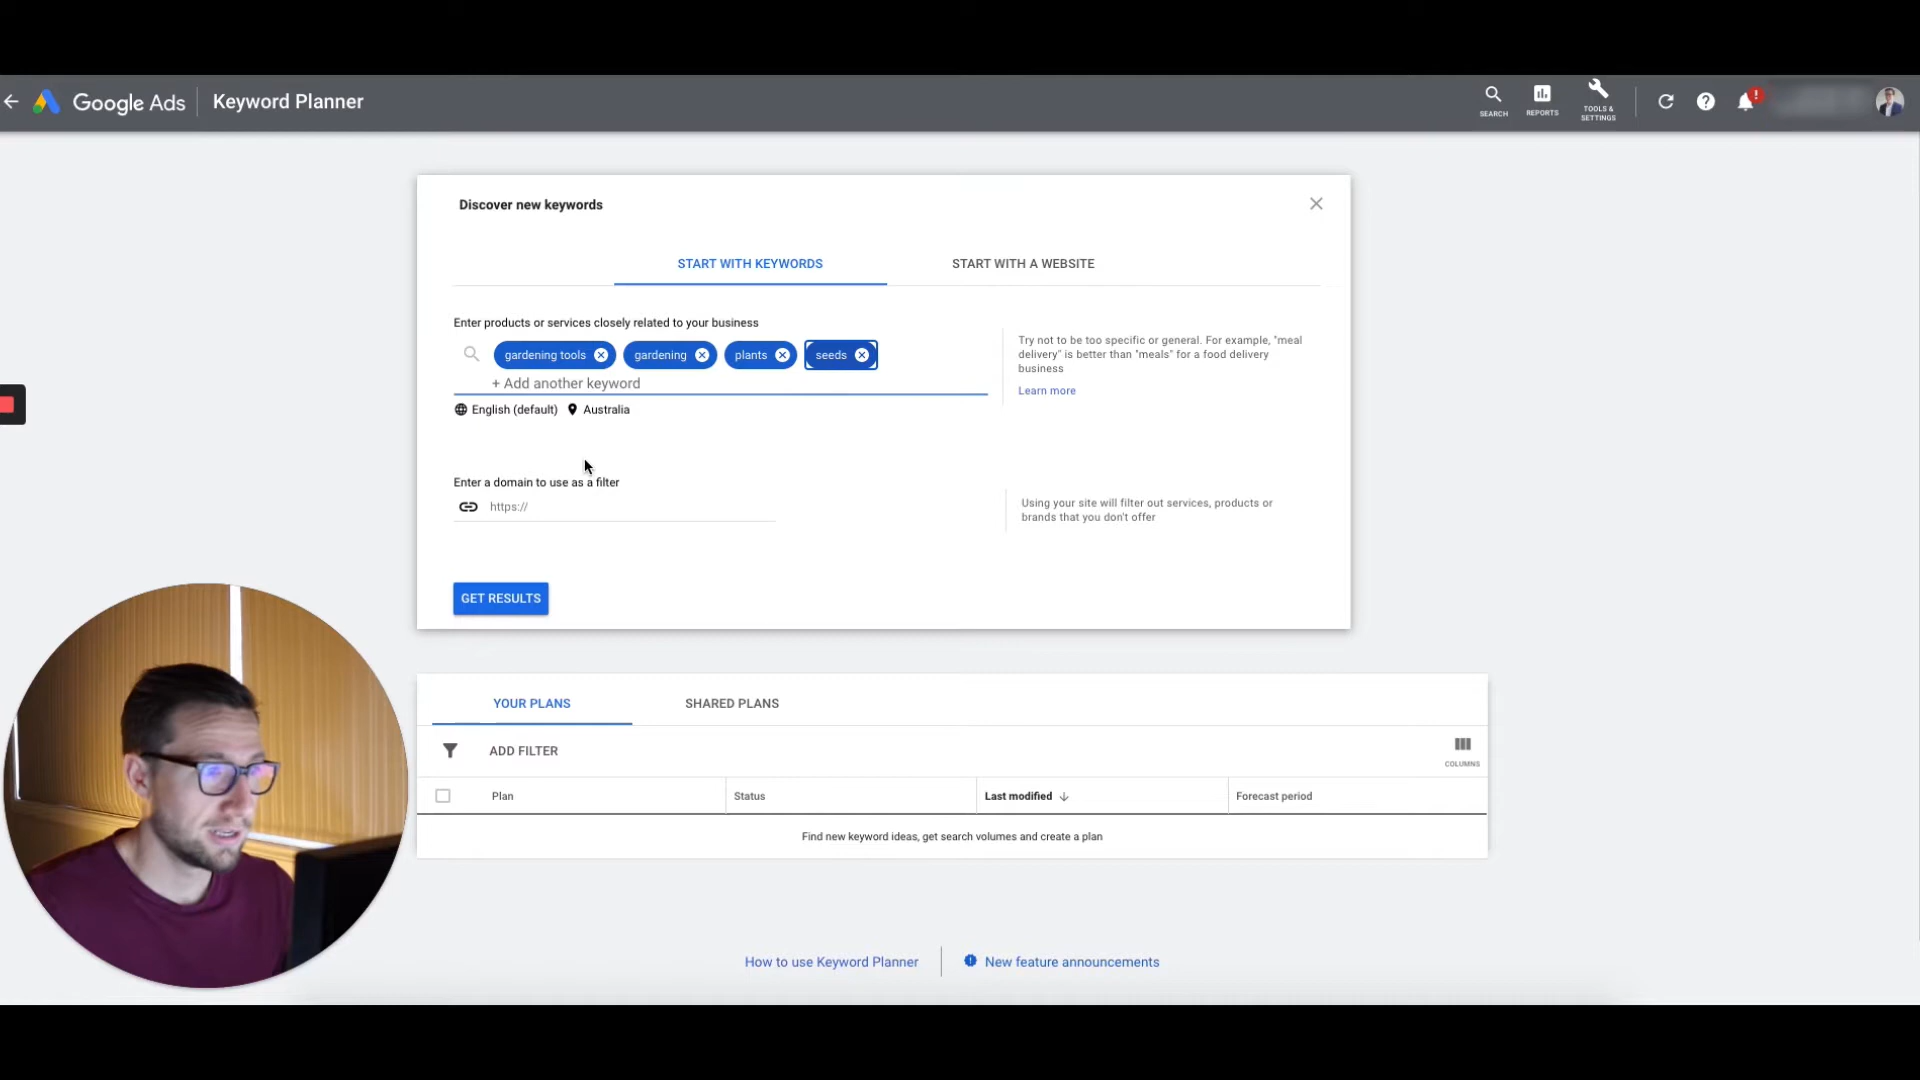 Google Ads
Keyword Planner
SEARCH
REPORTS
TOOLS &
SETTINGS
!
Discover new keywords
START WITH KEYWORDS
START WITH A WEBSITE
Enter products or services closely related to your business
gardening tools
gardening
plants
seeds
+ Add another keyword
English (default)
Australia
Try not to be too specific or general. For example, "meal
delivery" is better than "meals" for a food delivery
business
Learn more
Enter a domain to use as a filter
https://
Using your site will filter out services, products or
brands that you don't offer
GET RESULTS
YOUR PLANS
SHARED PLANS
ADD FILTER
COLUMNS
Plan
Status
Last modified
Forecast period
Find new keyword ideas, get search volumes and create a plan
How to use Keyword Planner
New feature announcements